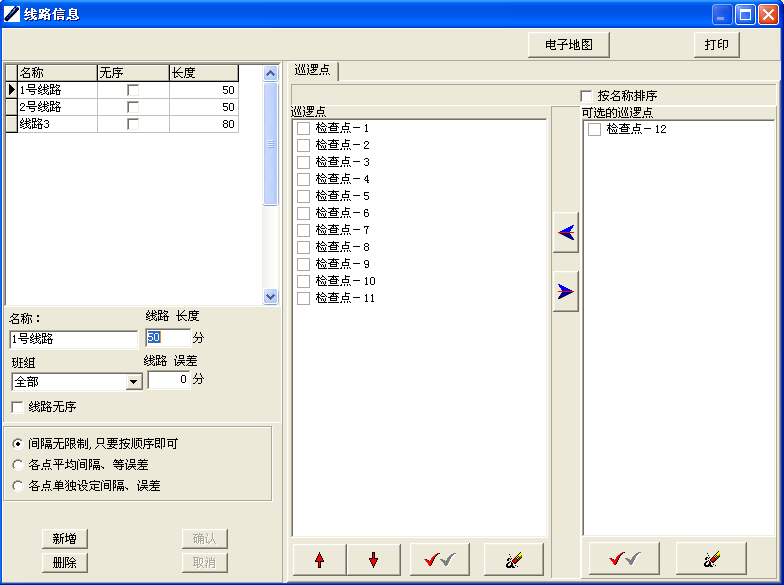 线路信息
电子地图 打印
名称 无序 长度
1号线路 50
2号线路 50
线路3 80
名称：
1号线路
线路 长度
50 分
班组
全部
线路 误差
0 分
线路无序
间隔无限制,只要按顺序即可
各点平均间隔、等误差
各点单独设定间隔、误差
新增 确认
删除 取消
巡逻点
按名称排序
巡逻点
检查点－1
检查点－2
检查点－3
检查点－4
检查点－5
检查点－6
检查点－7
检查点－8
检查点－9
检查点－10
检查点－11
可选的巡逻点
检查点－12